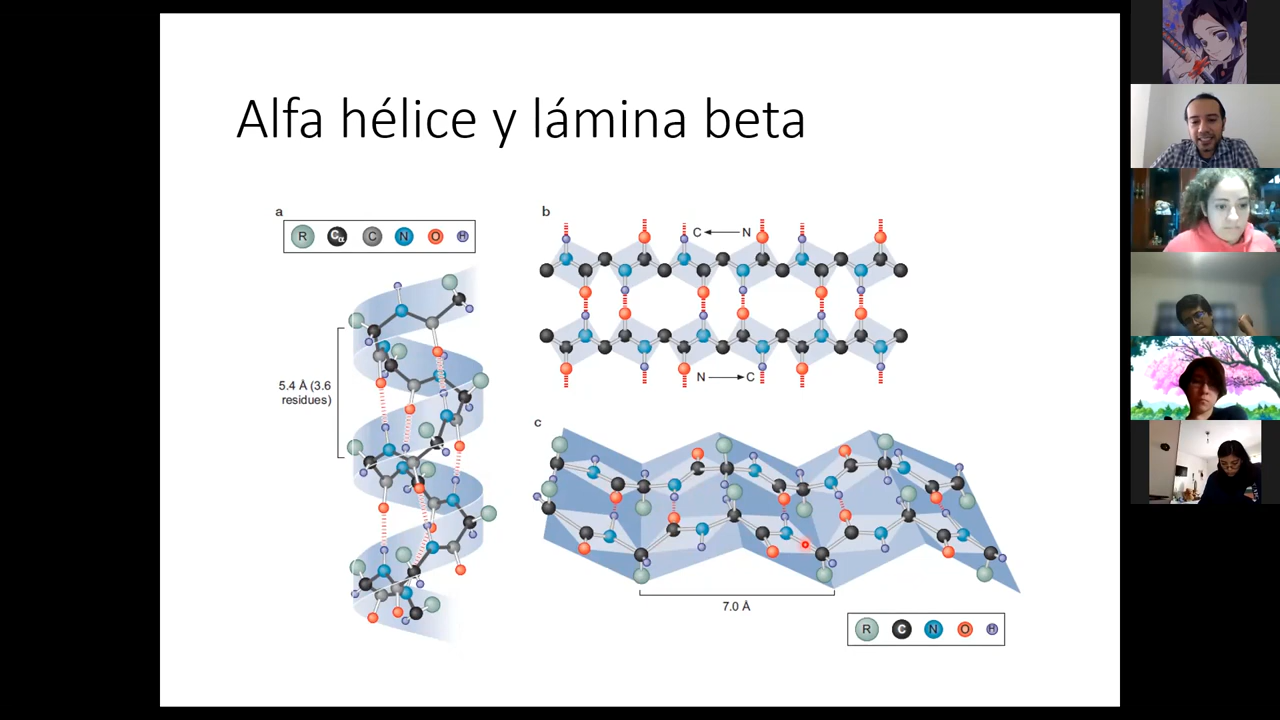 Alfa hélice y lámina beta
a
R Cα C N O H
5.4 Å (3.6
residues)
b
C N
N C
c
7.0 Å
R C N O H